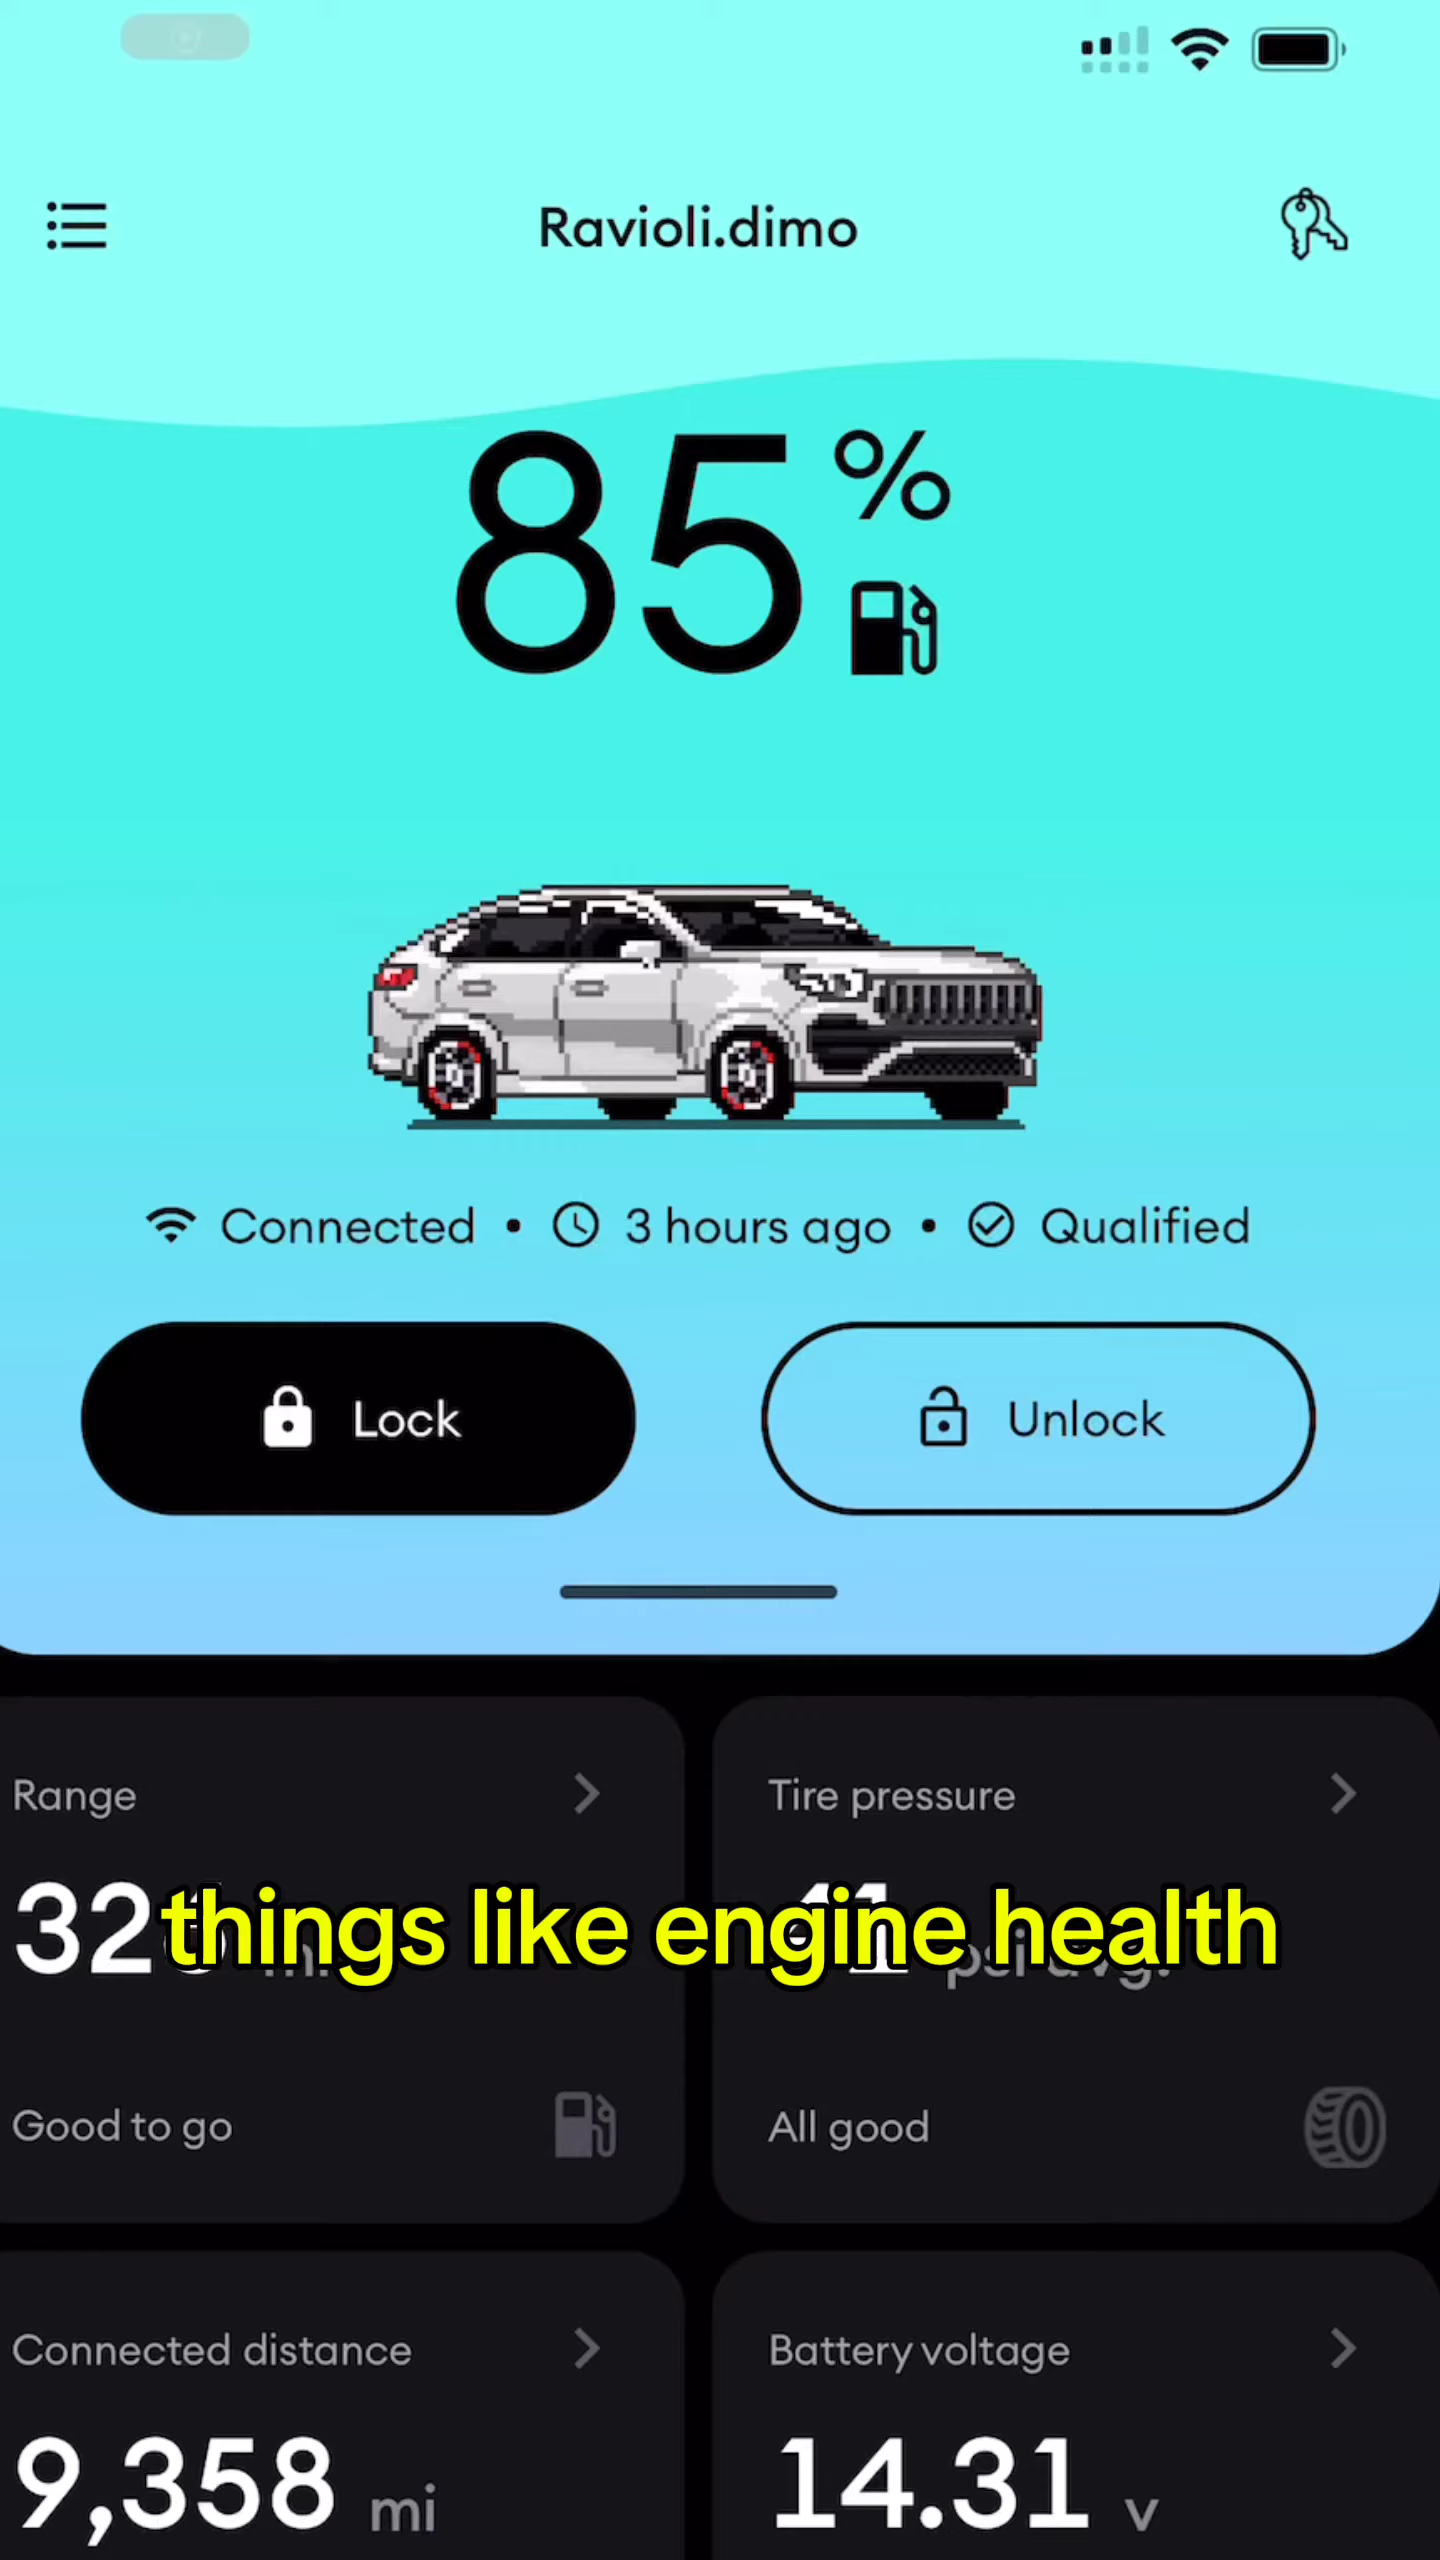 Ravioli.dimo
85 %
Connected • 3 hours ago • Qualified
Lock
Unlock
Range
Tire pressure
things like engine health
Good to go
All good
Connected distance
Battery voltage
9,358 mi
14.31 v